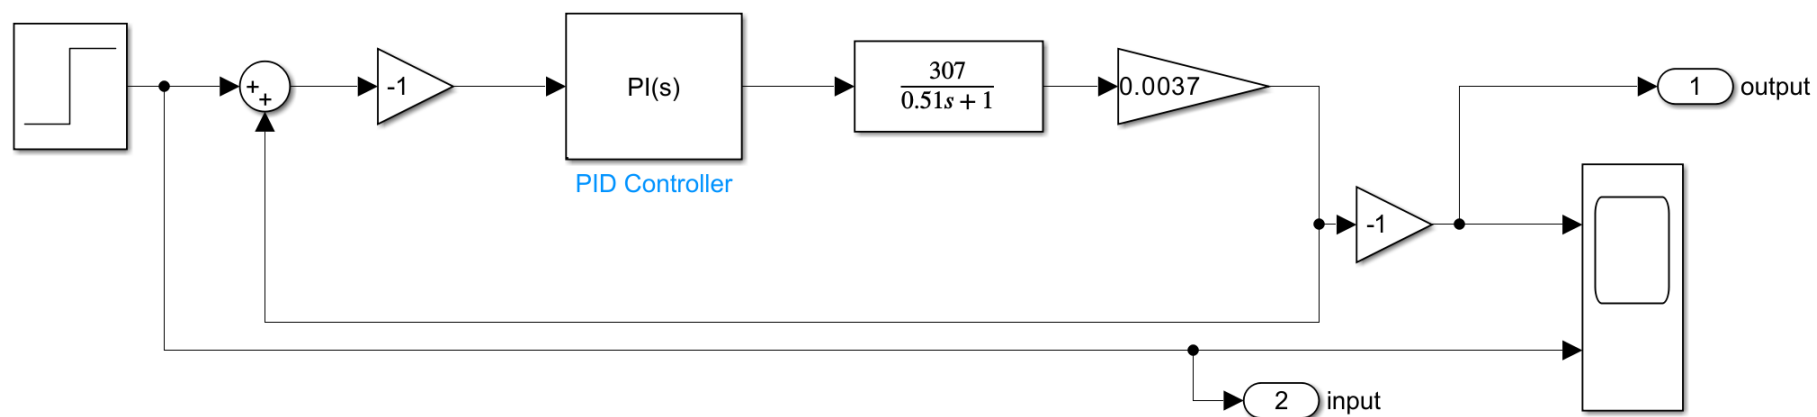 ++
-1
PI(s)
PID Controller
307
0.51s + 1
0.0037
-1
1 output
2 input